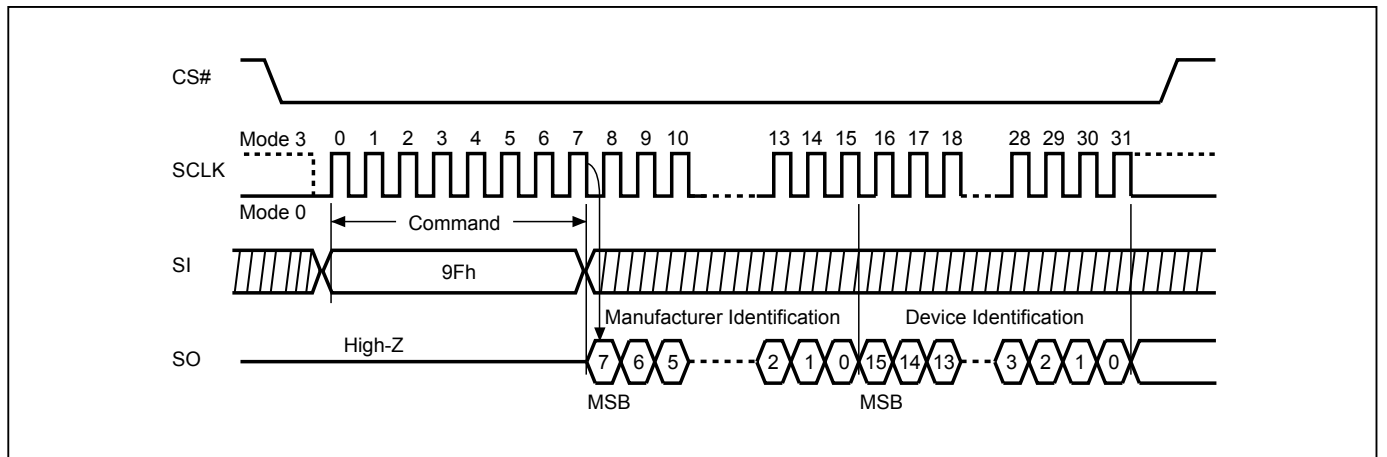 CS#
Mode 3 0 1 2 3 4 5 6 7 8 9 10 13 14 15 16 17 18 28 29 30 31
SCLK
Mode 0
Command
SI 9Fh
Manufacturer Identification Device Identification
High-Z
SO 7 6 5 2 1 0 15 14 13 3 2 1 0
MSB MSB